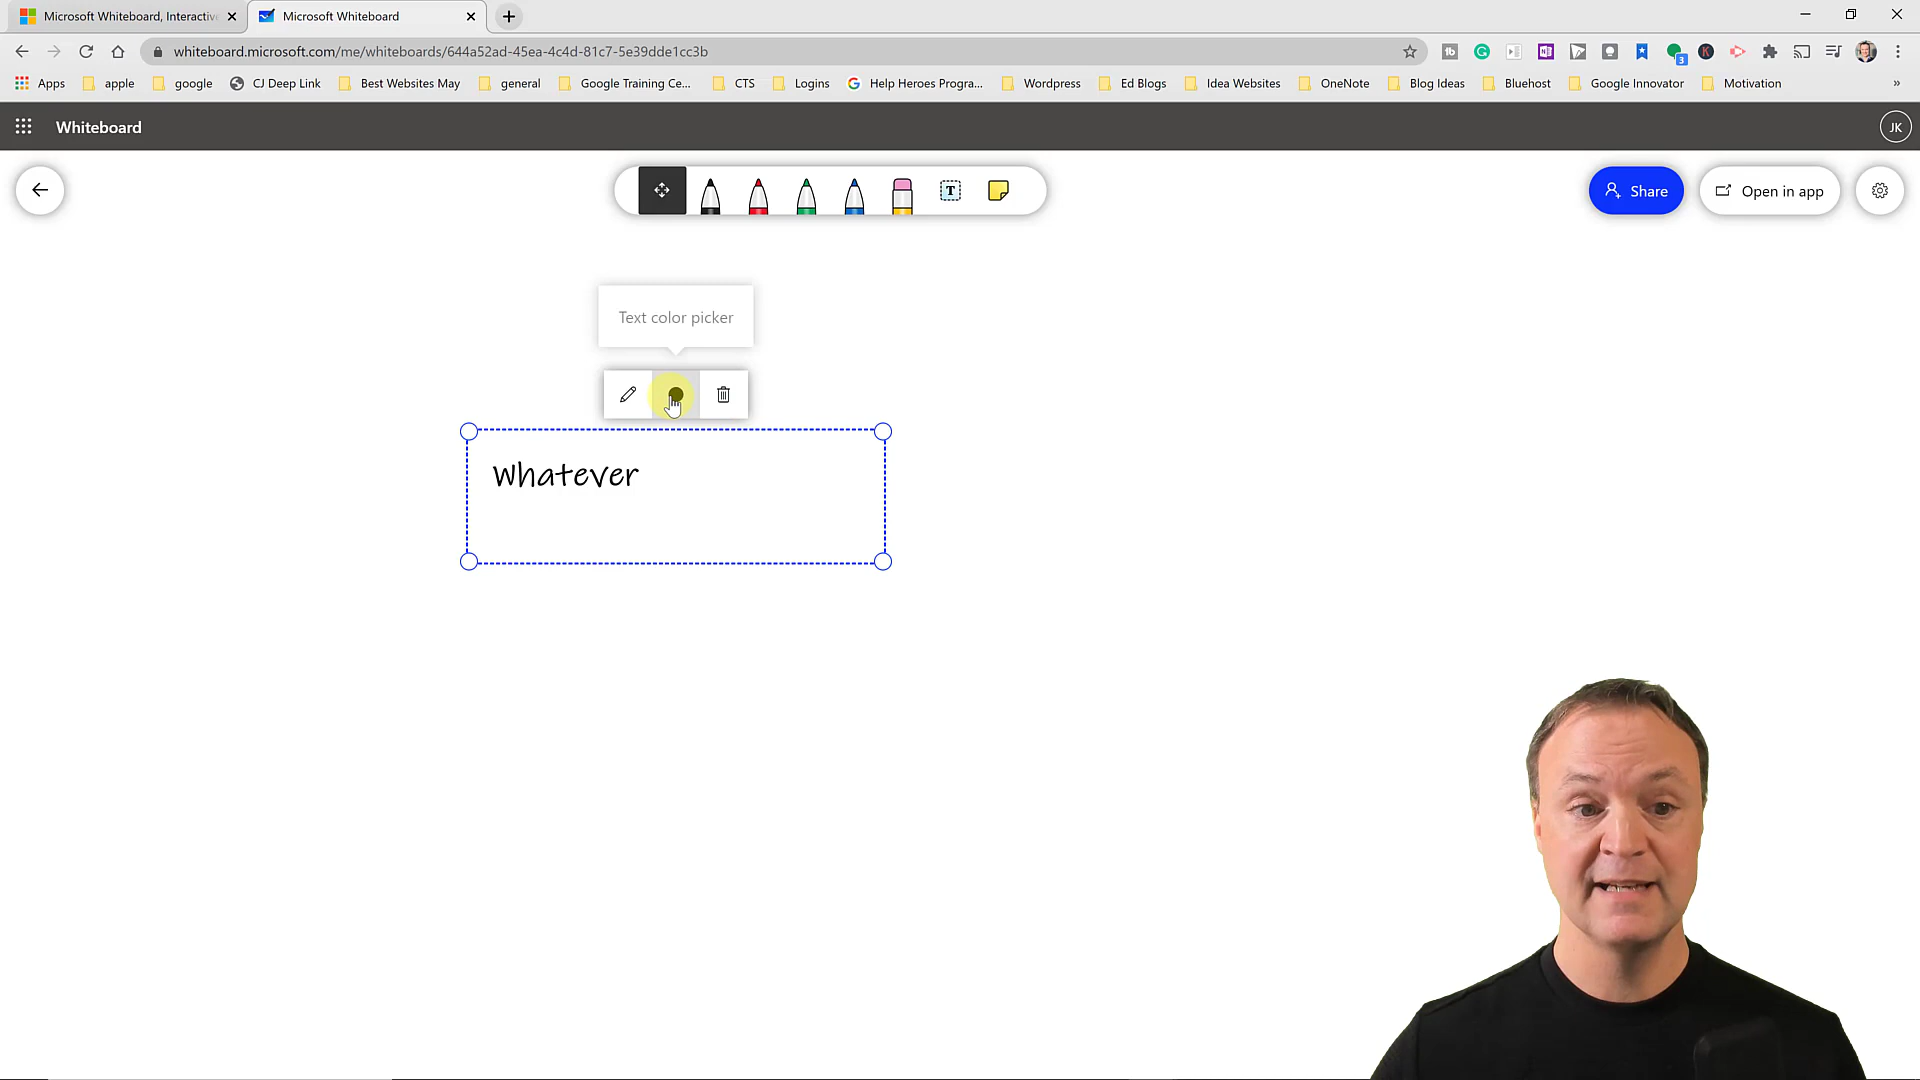 Microsoft Whiteboard, Interactiv
Microsoft Whiteboard
whiteboard.microsoft.com/me/whiteboards/644a52ad-45ea-4c4d-81c7-5e39dde1cc3b
3
Apps apple google CJ Deep Link Best Websites May general Google Training Ce... CTS Logins Help Heroes Progra... Wordpress Ed Blogs Idea Websites OneNote Blog Ideas Bluehost Google Innovator Motivation »
Whiteboard
JK
T
Share
Open in app
Text color picker
Whatever